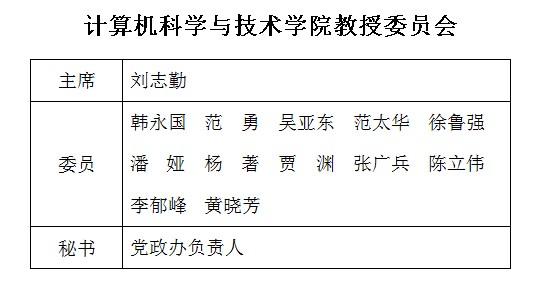 计算机科学与技术学院教授委员会
主席 刘志勤
委员 韩永国 范 勇 吴亚东 范太华 徐鲁强
潘 娅 杨 著 贾 渊 张广兵 陈立伟
李郁峰 黄晓芳
秘书 党政办负责人